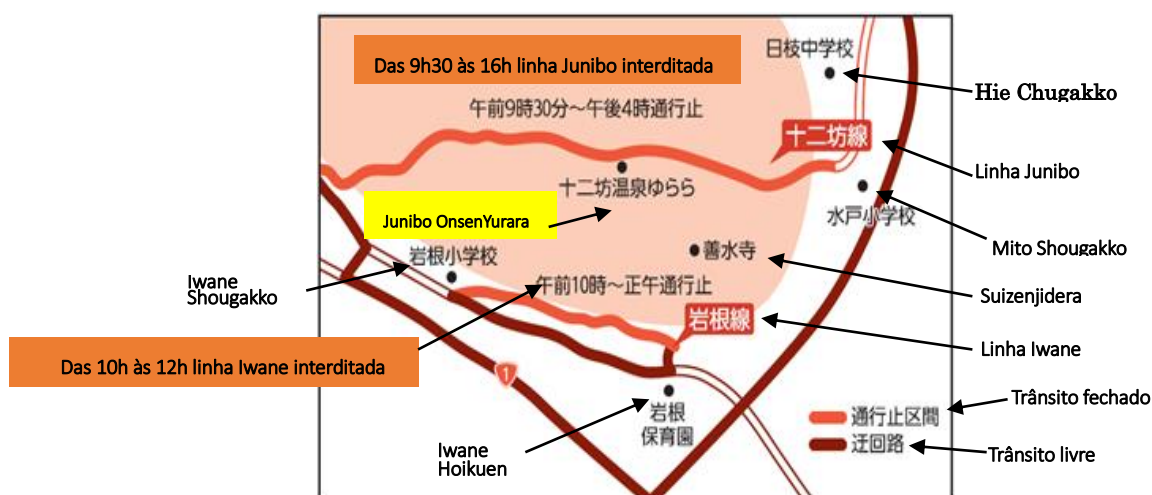 Das 9h30 às 16h linha Junibo interditada
日枝中学校
Hie Chugakko
午前9時30分～午後4時通行止
十二坊線
Linha Junibo
十二坊温泉ゆらら
水戸小学校
Junibo OnsenYurara
Mito Shougakko
岩根小学校
善水寺
Iwane
Shougakko
午前10時～正午通行止
Suizenjidera
岩根線
Linha Iwane
Das 10h às 12h linha Iwane interditada
1
Trânsito fechado
岩根
保育園
通行止区間
迂回路
Iwane
Hoikuen
Trânsito livre